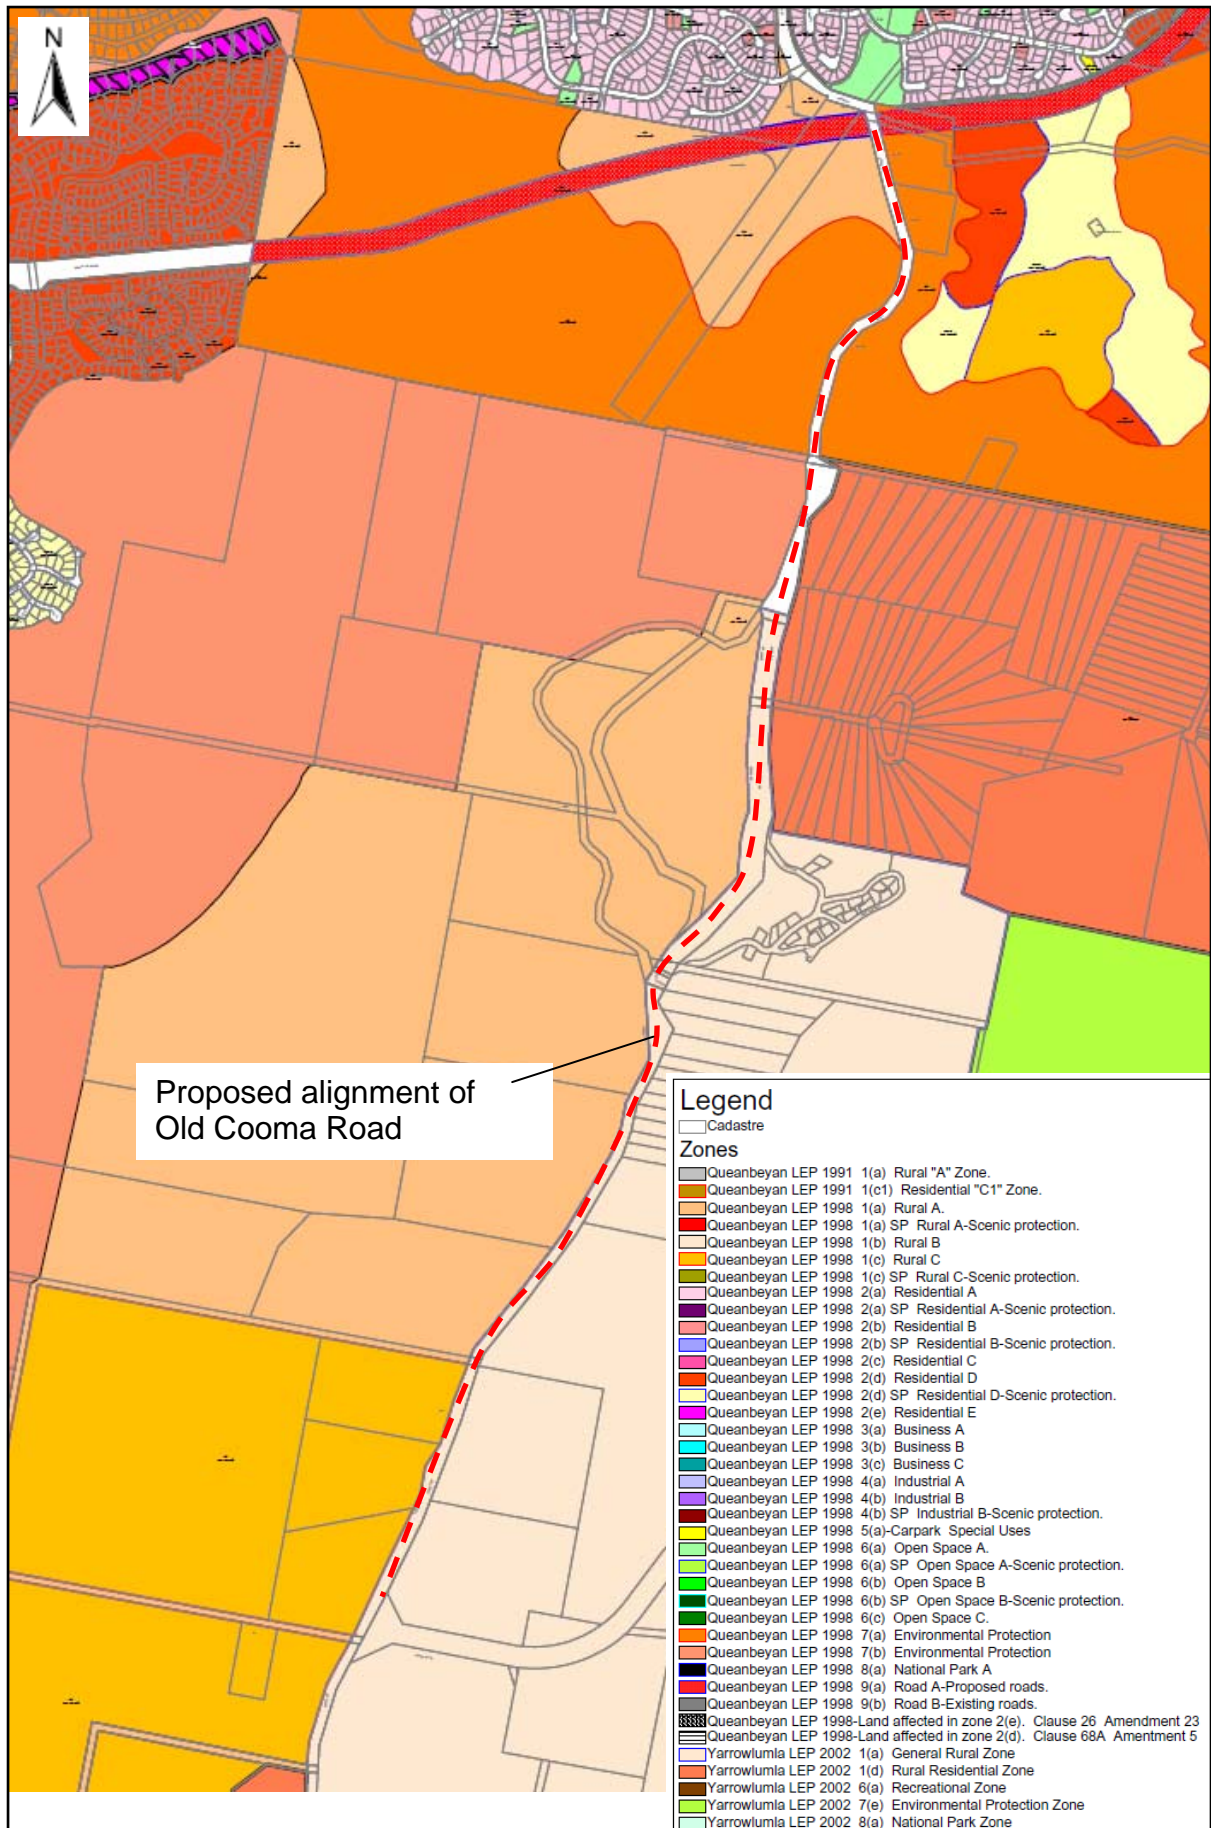 N
Proposed alignment of
Old Cooma Road
Legend
Cadastre
Zones
Queanbeyan LEP 1991 1(a) Rural "A" Zone.
Queanbeyan LEP 1991 1(c1) Residential "C1" Zone.
Queanbeyan LEP 1998 1(a) Rural A.
Queanbeyan LEP 1998 1(a) SP Rural A-Scenic protection.
Queanbeyan LEP 1998 1(b) Rural B
Queanbeyan LEP 1998 1(c) Rural C
Queanbeyan LEP 1998 1(c) SP Rural C-Scenic protection.
Queanbeyan LEP 1998 2(a) Residential A
Queanbeyan LEP 1998 2(a) SP Residential A-Scenic protection.
Queanbeyan LEP 1998 2(b) Residential B
Queanbeyan LEP 1998 2(b) SP Residential B-Scenic protection.
Queanbeyan LEP 1998 2(c) Residential C
Queanbeyan LEP 1998 2(d) Residential D
Queanbeyan LEP 1998 2(d) SP Residential D-Scenic protection.
Queanbeyan LEP 1998 2(e) Residential E
Queanbeyan LEP 1998 3(a) Business A
Queanbeyan LEP 1998 3(b) Business B
Queanbeyan LEP 1998 3(c) Business C
Queanbeyan LEP 1998 4(a) Industrial A
Queanbeyan LEP 1998 4(b) Industrial B
Queanbeyan LEP 1998 4(b) SP Industrial B-Scenic protection.
Queanbeyan LEP 1998 5(a)-Carpark Special Uses
Queanbeyan LEP 1998 6(a) Open Space A.
Queanbeyan LEP 1998 6(a) SP Open Space A-Scenic protection.
Queanbeyan LEP 1998 6(b) Open Space B
Queanbeyan LEP 1998 6(b) SP Open Space B-Scenic protection.
Queanbeyan LEP 1998 6(c) Open Space C.
Queanbeyan LEP 1998 7(a) Environmental Protection
Queanbeyan LEP 1998 7(b) Environmental Protection
Queanbeyan LEP 1998 8(a) National Park A
Queanbeyan LEP 1998 9(a) Road A-Proposed roads.
Queanbeyan LEP 1998 9(b) Road B-Existing roads.
Queanbeyan LEP 1998-Land affected in zone 2(e). Clause 26 Amendment 23
Queanbeyan LEP 1998-Land affected in zone 2(d). Clause 68A Amentment 5
Yarrowlumla LEP 2002 1(a) General Rural Zone
Yarrowlumla LEP 2002 1(d) Rural Residential Zone
Yarrowlumla LEP 2002 6(a) Recreational Zone
Yarrowlumla LEP 2002 7(e) Environmental Protection Zone
Yarrowlumla LEP 2002 8(a) National Park Zone